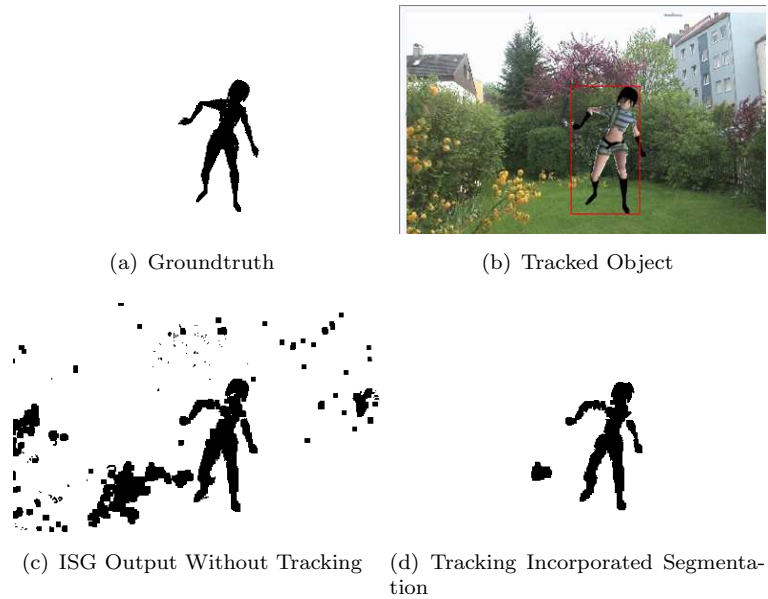 (a) Groundtruth
(b) Tracked Object
(c) ISG Output Without Tracking
(d) Tracking Incorporated Segmenta-
tion